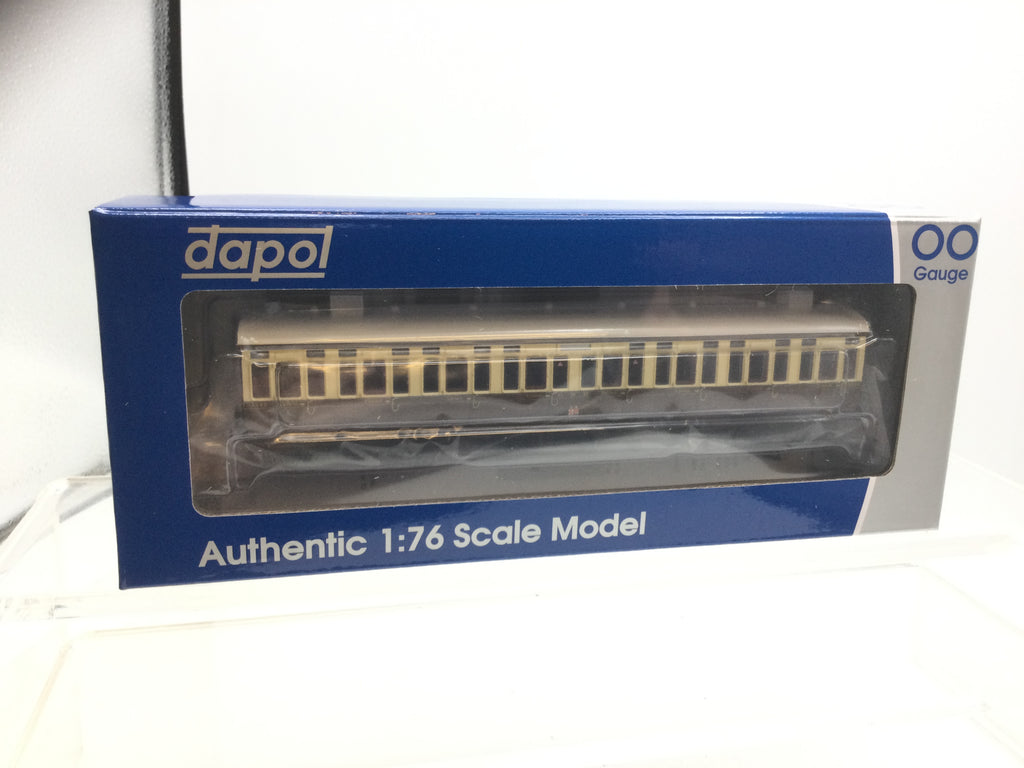 dapol
OO
Gauge
Authentic 1:76 Scale Model